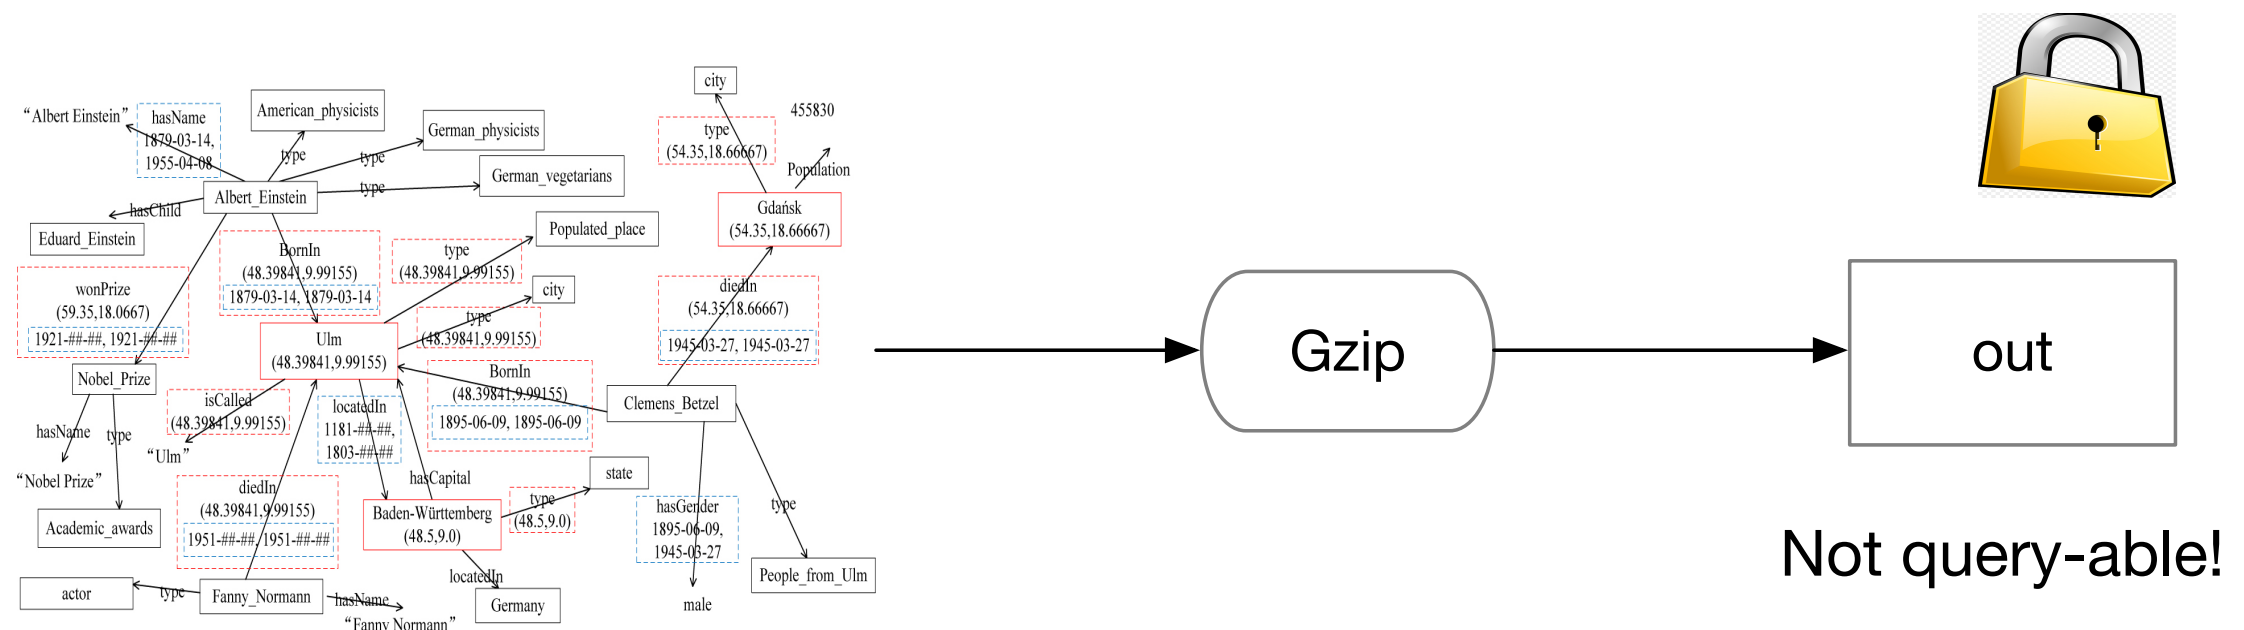 city
"Albert Einstein"
hasName
1879-03-14,
1955-04-08
American_physicists
German_physicists
455830
type
(54.35,18.66667)
type
type
type
German_vegetarians
Population
Albert_Einstein
hasChild
Eduard_Einstein
Populated_place
Gdańsk
(54.35,18.66667)
BornIn
(48.39841,9.99155)
1879-03-14, 1879-03-14
type
(48.39841,9.99155)
wonPrize
(59.35,18.0667)
1921-##-##, 1921-##-##
city
diedIn
(54.35,18.66667)
1945-03-27, 1945-03-27
type
(48.39841,9.99155)
Ulm
(48.39841,9.99155)
Nobel_Prize
BornIn
(48.39841,9.99155)
1895-06-09, 1895-06-09
Clemens_Betzel
isCalled
(48.39841,9.99155)
locatedIn
1181-##-##,
1803-##-##
hasName
type
"Ulm"
"Nobel Prize"
hasCapital
state
diedIn
(48.39841,9.99155)
1951-##-##, 1951-##-##
Baden-Württemberg
(48.5,9.0)
type
(48.5,9.0)
hasGender
1895-06-09,
1945-03-27
type
Academic_awards
locatedIn
People_from_Ulm
actor
type
Fanny_Normann
hasName
"Fanny Normann"
Germany
male
Gzip
out
Not query-able!